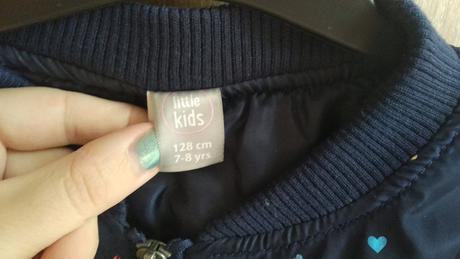 little
kids
128 cm
7-8 yrs